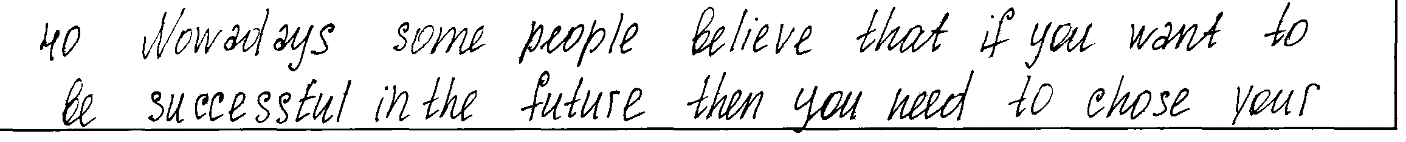 40 Nowadays some people believe that if you want to
be successful in the future then you need to chose your